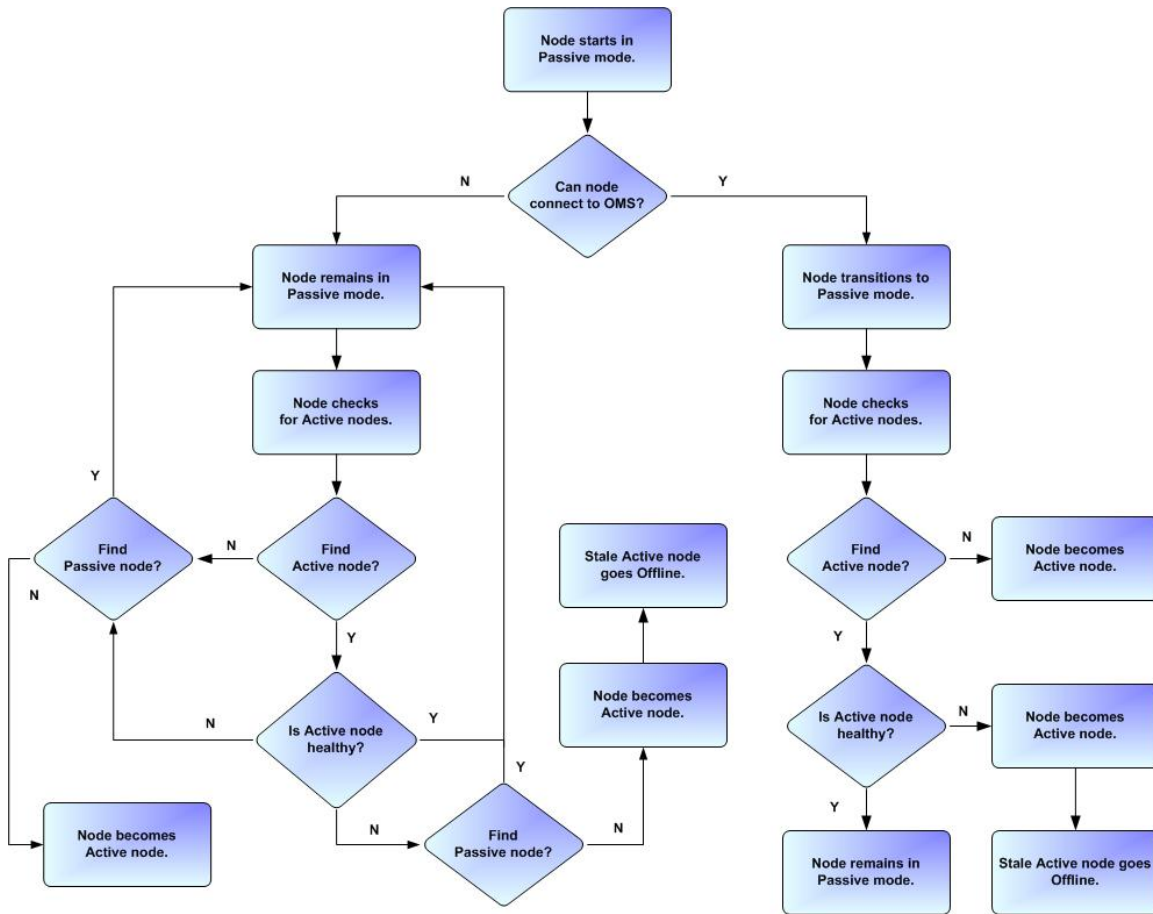 Node starts in
Passive mode.
N
Can node
connect to OMS?
Y
Node remains in
Passive mode.
Node transitions to
Passive mode.
Node checks
for Active nodes.
Node checks
for Active nodes.
Y
Find
Passive node?
N
Find
Active node?
Stale Active node
goes Offline.
Find
Active node?
N
Node becomes
Active node.
N
Y
Y
N
Is Active node
healthy?
Y
Node becomes
Active node.
Is Active node
healthy?
N
Node becomes
Active node.
Y
Y
Node becomes
Active node.
N
Find
Passive node?
N
Node remains in
Passive mode.
Stale Active node goes
Offline.